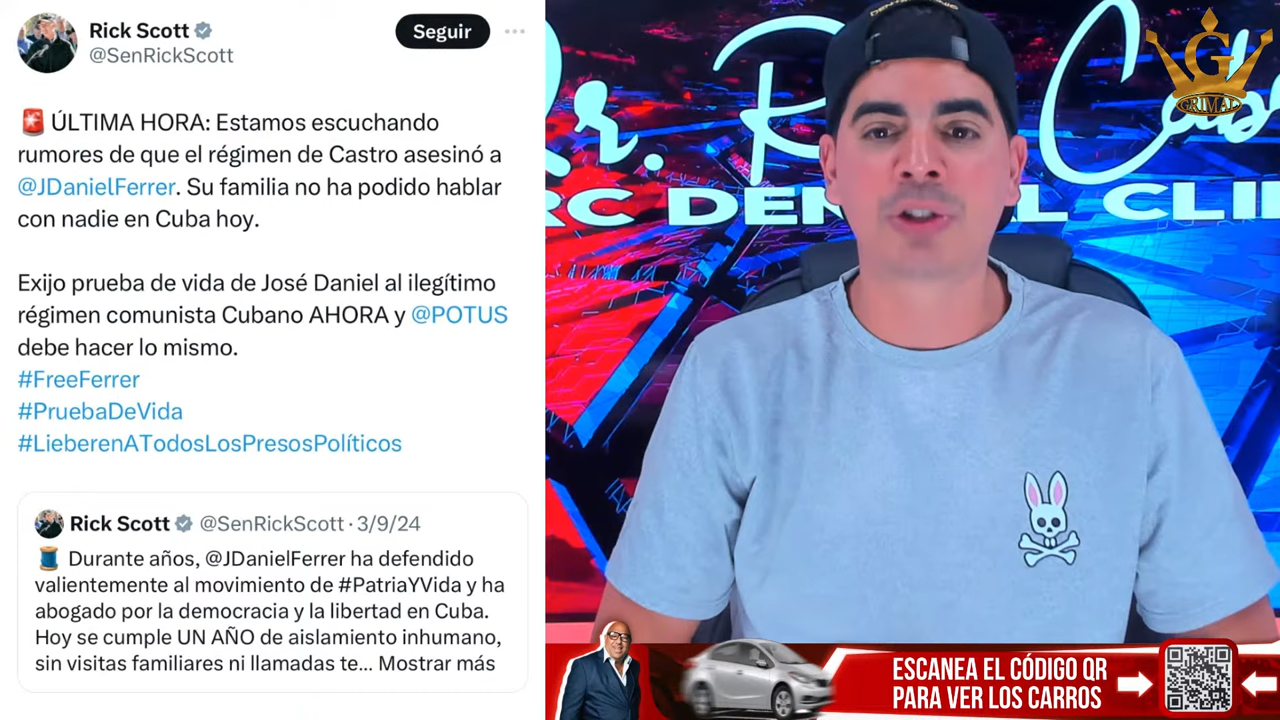 Rick Scott
@SenRickScott
Seguir
🚨 ÚLTIMA HORA: Estamos escuchando
rumores de que el régimen de Castro asesinó a
@JDanielFerrer. Su familia no ha podido hablar
con nadie en Cuba hoy.
Exijo prueba de vida de José Daniel al ilegítimo
régimen comunista Cubano AHORA y @POTUS
debe hacer lo mismo.
#FreeFerrer
#PruebaDeVida
#LieberenATodosLosPresosPolíticos
Rick Scott @SenRickScott · 3/9/24
🧵 Durante años, @JDanielFerrer ha defendido
valientemente al movimiento de #PatriaYVida y ha
abogado por la democracia y la libertad en Cuba.
Hoy se cumple UN AÑO de aislamiento inhumano,
sin visitas familiares ni llamadas te... Mostrar más
Dr. R
G
GRIMAL
ESCANEA EL CÓDIGO QR
PARA VER LOS CARROS